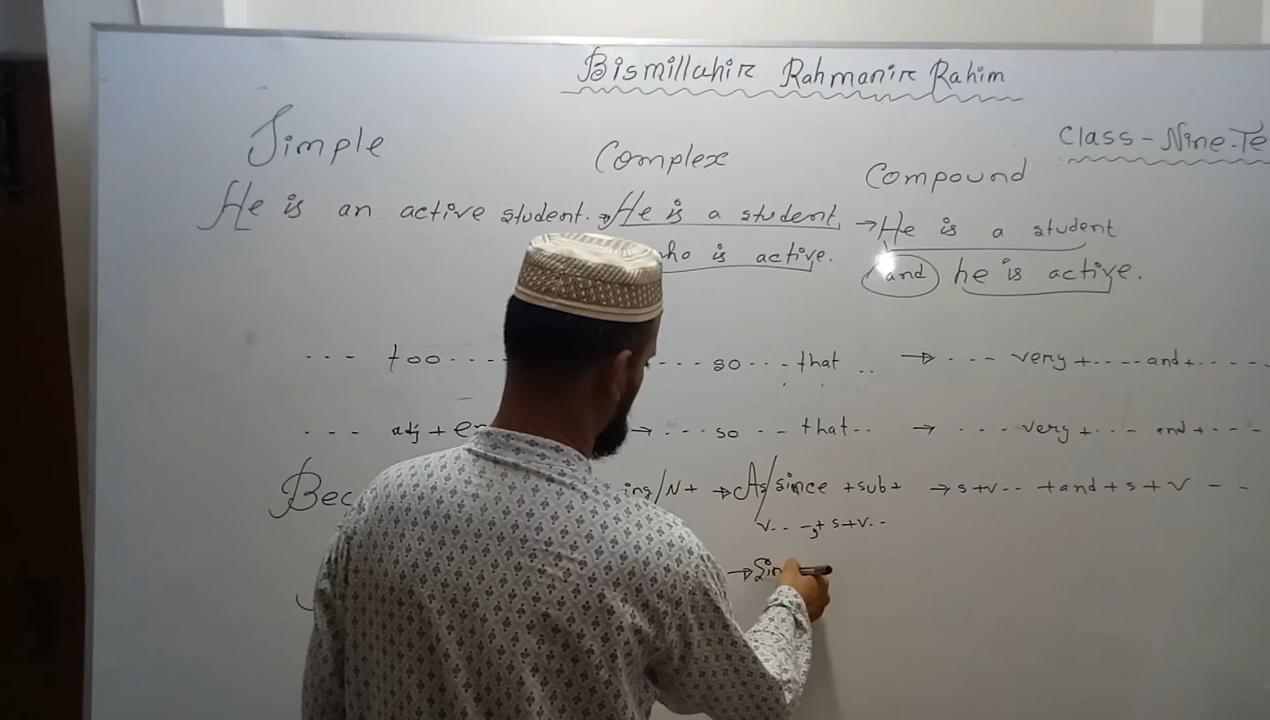 Bismillahir Rahmanir Rahim
Class - Nine-Te
Simple Complex Compound
He is an active student. → He is a student, → He is a student
who is active. and he is active.
... too .... .... so ... that .. → ... very + .... and + .....
... adj + en → ... so .. that ... → ... very + ... and + ....
Bec ing/N+ → As/since + sub + → s+v.. + and + s + v - -
v.. -, + s+v..
→ Sin